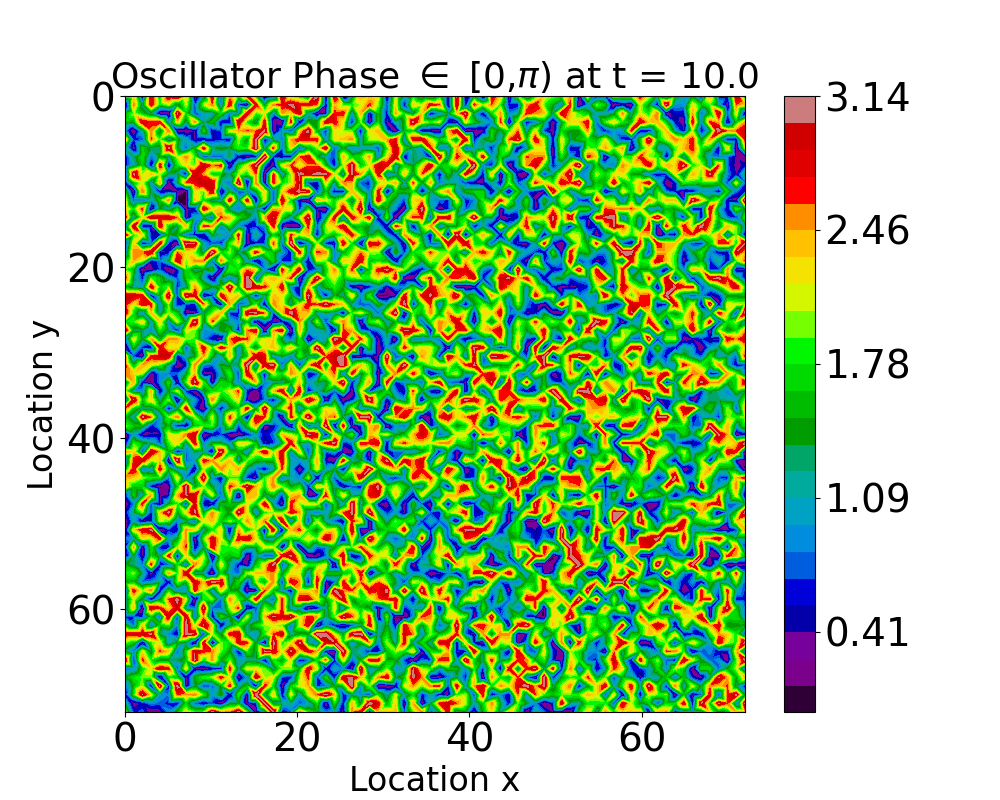 Oscillator Phase ∈ [0,π) at t = 10.0
0
20
40
60
Location y
0 20 40 60
Location x
3.14
2.46
1.78
1.09
0.41